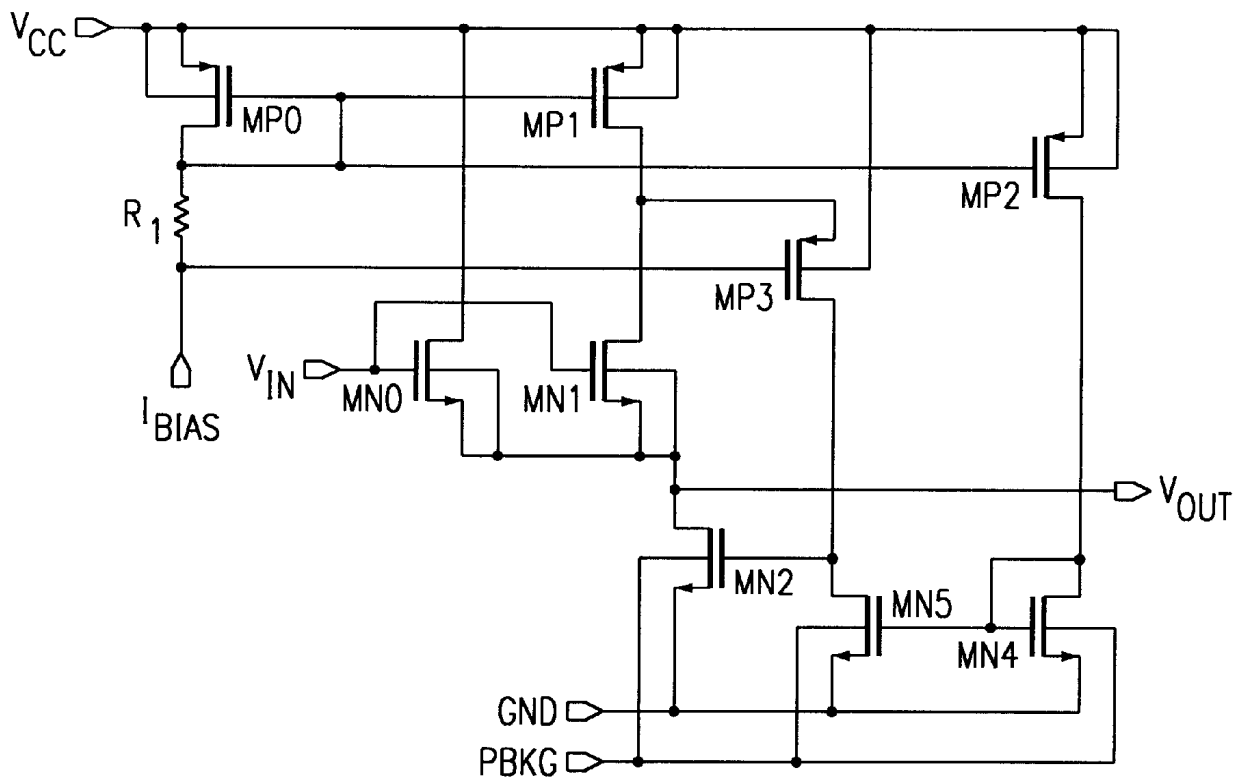 VCC
MP0
MP1
MP2
R1
MP3
VIN
MN0
MN1
IBIAS
VOUT
MN2
MN5
MN4
GND
PBKG